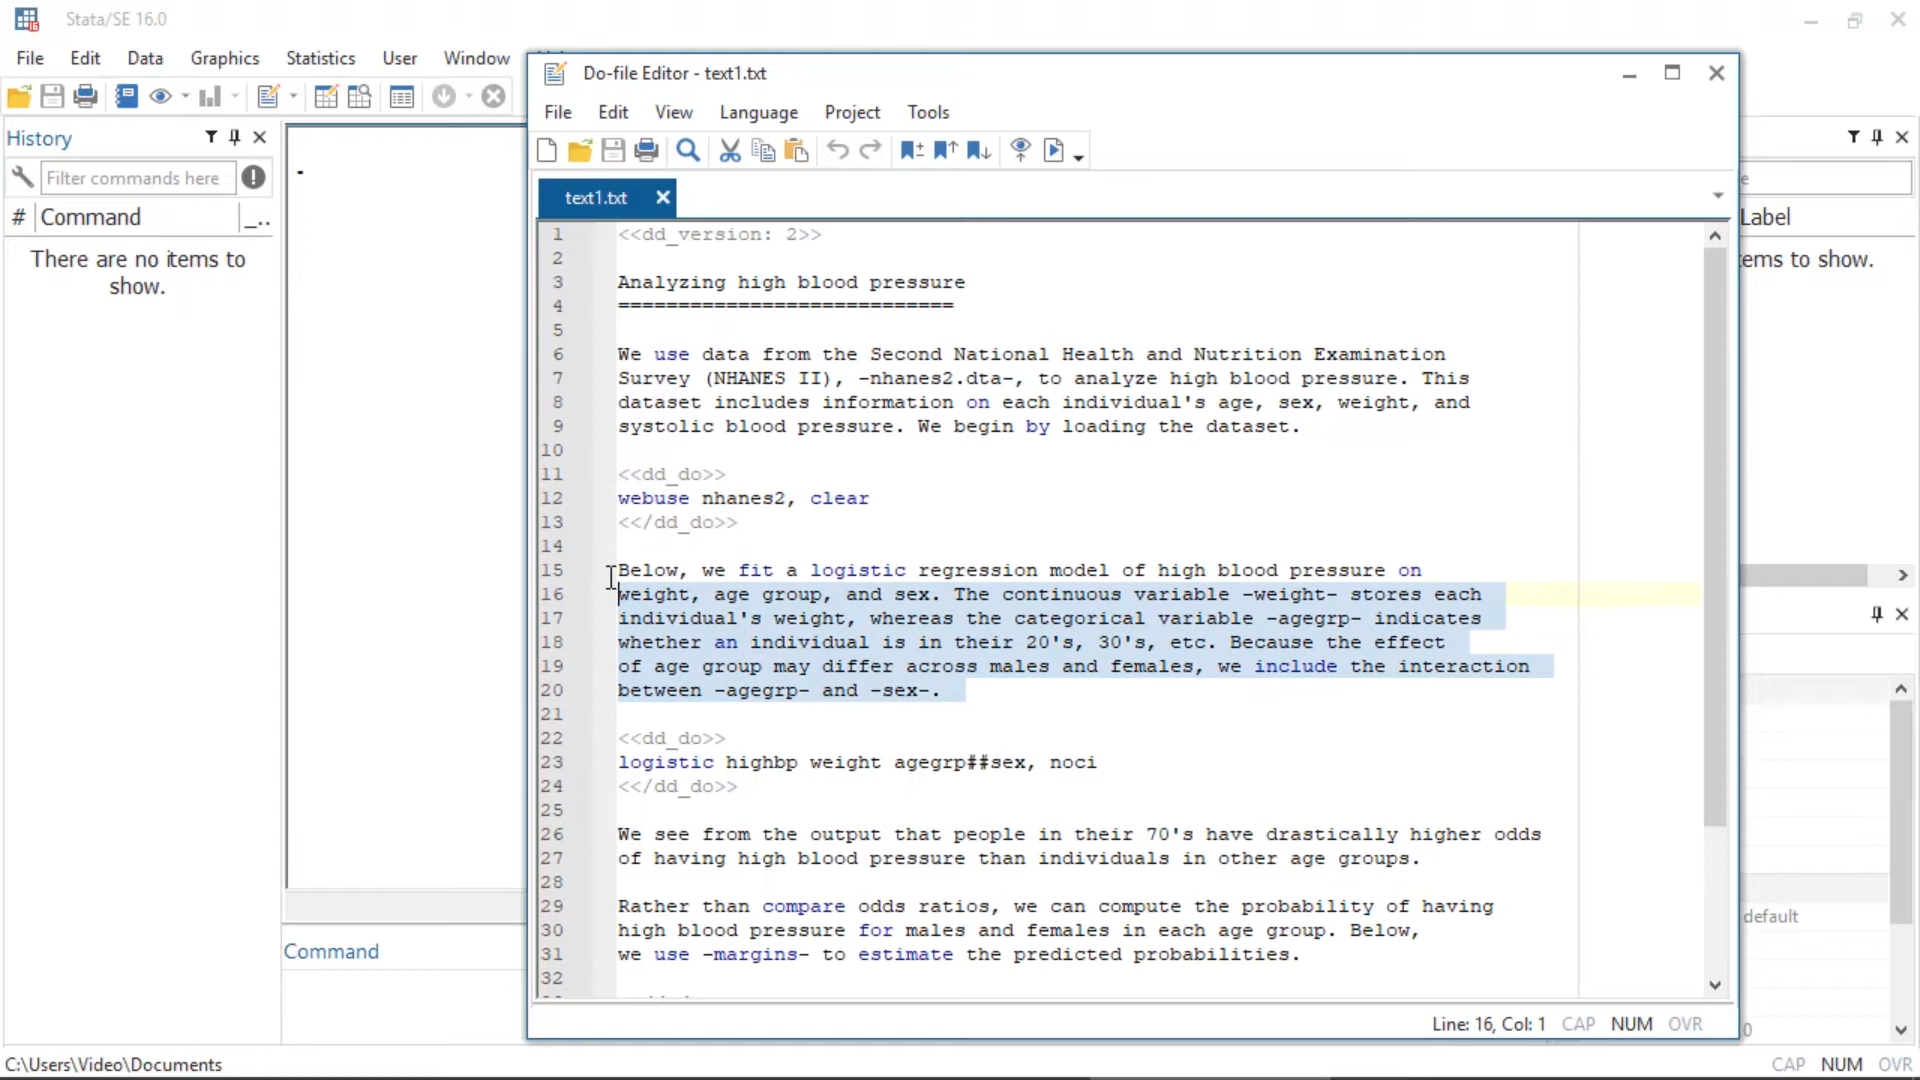 Stata/SE 16.0
File Edit Data Graphics Statistics User Window
History
Filter commands here
# Command _..
There are no items to
show.
-
Command
Do-file Editor - text1.txt
File Edit View Language Project Tools
text1.txt
1 <<dd_version: 2>>
2
3 Analyzing high blood pressure
4 ============================
5
6 We use data from the Second National Health and Nutrition Examination
7 Survey (NHANES II), -nhanes2.dta-, to analyze high blood pressure. This
8 dataset includes information on each individual's age, sex, weight, and
9 systolic blood pressure. We begin by loading the dataset.
10
11 <<dd_do>>
12 webuse nhanes2, clear
13 <</dd_do>>
14
15 Below, we fit a logistic regression model of high blood pressure on
16 weight, age group, and sex. The continuous variable -weight- stores each
17 individual's weight, whereas the categorical variable -agegrp- indicates
18 whether an individual is in their 20's, 30's, etc. Because the effect
19 of age group may differ across males and females, we include the interaction
20 between -agegrp- and -sex-.
21
22 <<dd_do>>
23 logistic highbp weight agegrp##sex, noci
24 <</dd_do>>
25
26 We see from the output that people in their 70's have drastically higher odds
27 of having high blood pressure than individuals in other age groups.
28
29 Rather than compare odds ratios, we can compute the probability of having
30 high blood pressure for males and females in each age group. Below,
31 we use -margins- to estimate the predicted probabilities.
32
Line: 16, Col: 1 CAP NUM OVR
e
Label
ems to show.
default
0
C:\Users\Video\Documents
CAP NUM OVR